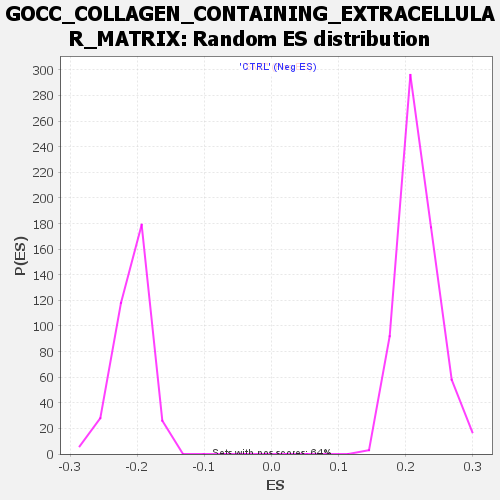 GOCC_COLLAGEN_CONTAINING_EXTRACELLULA
R_MATRIX: Random ES distribution
'CTRL' (Neg ES)
300
280
260
240
220
200
180
160
140
120
100
80
60
40
20
0
P(ES)
Sets with pos scores: 64%
-0.3 -0.2 -0.1 0.0 0.1 0.2 0.3
ES